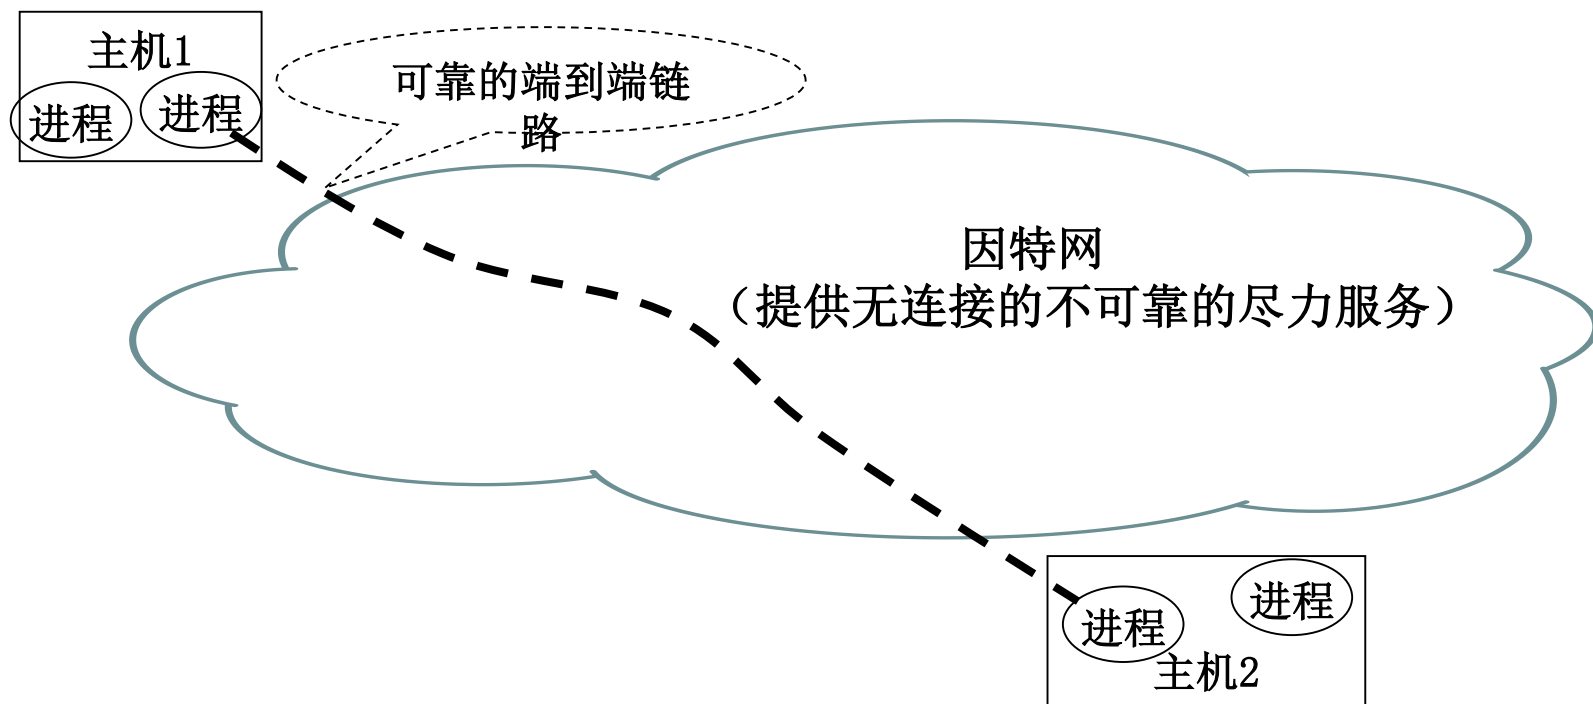 主机1
进程
进程
可靠的端到端链
路
因特网
（提供无连接的不可靠的尽力服务）
进程
进程
主机2